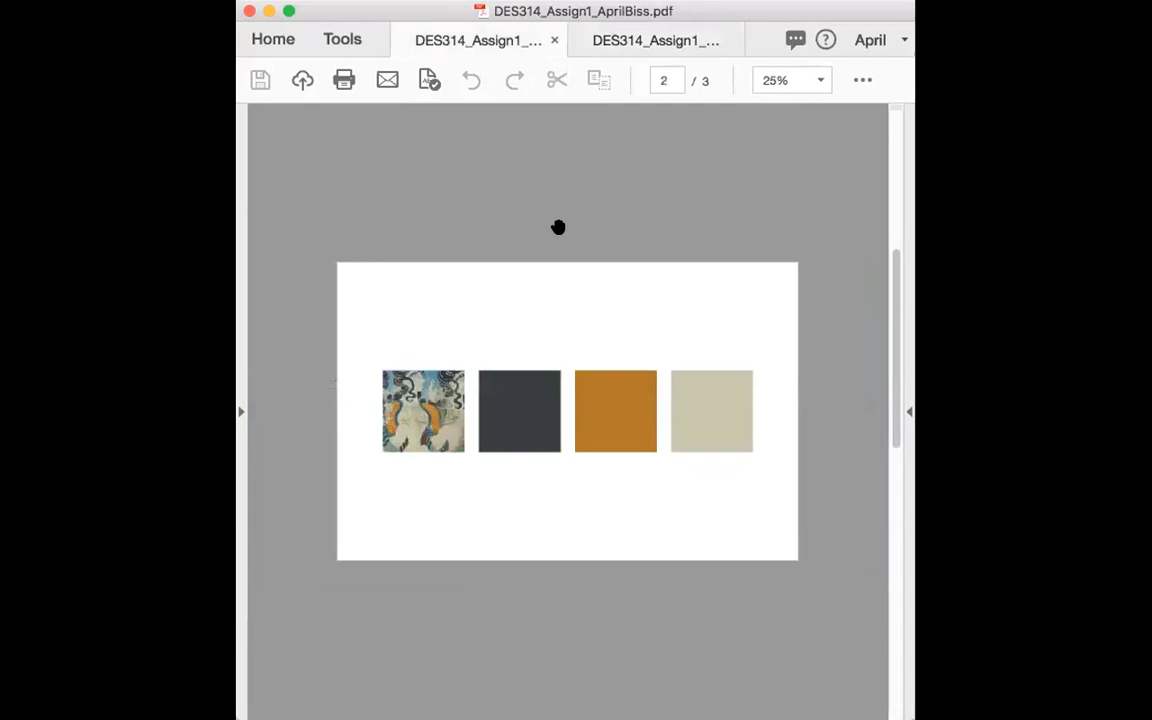 DES314_Assign1_AprilBiss.pdf
Home
Tools
DES314_Assign1_... ×
DES314_Assign1_...
April
2 / 3
25%